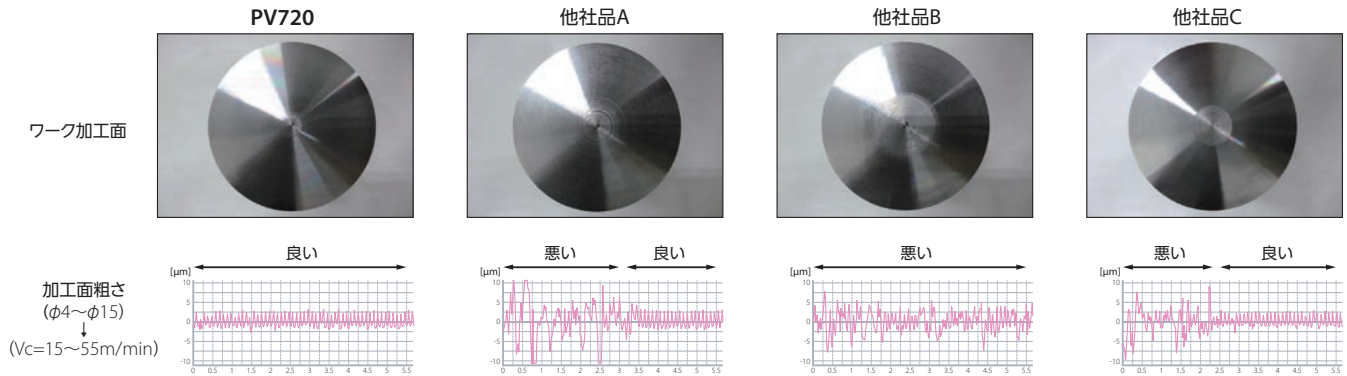 PV720 他社品A 他社品B 他社品C
ワーク加工面
良い 悪い 良い 悪い 悪い 良い
[μm] [μm] [μm] [μm]
加工面粗さ
(φ4～φ15)
↓
(Vc=15～55m/min)
10 10 10 10
5 5 5 5
0 0 0 0
-5 -5 -5 -5
-10 -10 -10 -10
0 0.5 1 1.5 2 2.5 3 3.5 4 4.5 5 5.5 0 0.5 1 1.5 2 2.5 3 3.5 4 4.5 5 5.5 0 0.5 1 1.5 2 2.5 3 3.5 4 4.5 5 5.5 0 0.5 1 1.5 2 2.5 3 3.5 4 4.5 5 5.5